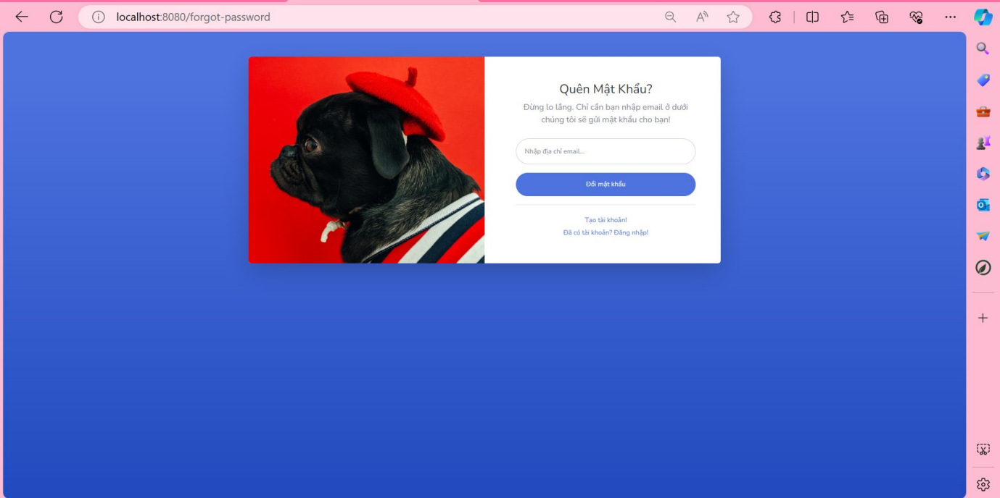 localhost:8080/forgot-password
Quên Mật Khẩu?
Đừng lo lắng. Chỉ cần bạn nhập email ở dưới
chúng tôi sẽ gửi mật khẩu cho bạn!
Nhập địa chỉ email...
Đổi mật khẩu
Tạo tài khoản!
Đã có tài khoản? Đăng nhập!